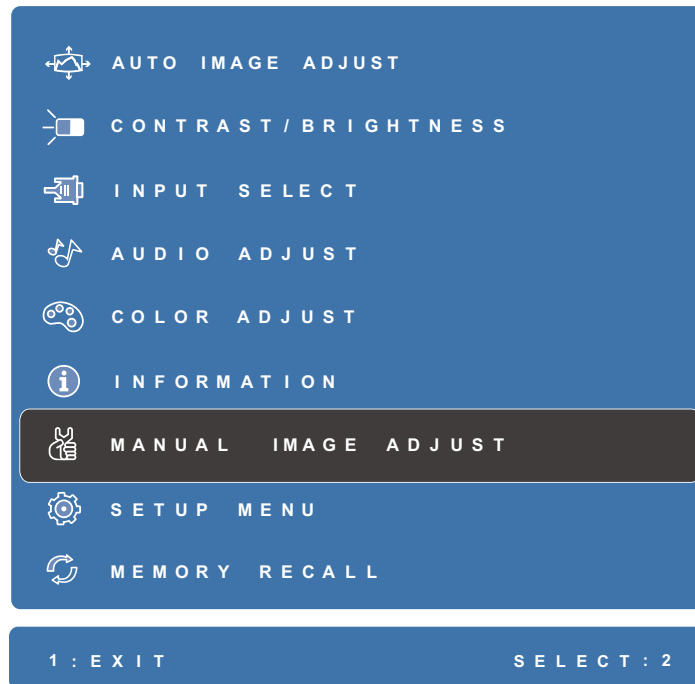 AUTO IMAGE ADJUST
CONTRAST/BRIGHTNESS
INPUT SELECT
AUDIO ADJUST
COLOR ADJUST
INFORMATION
MANUAL IMAGE ADJUST
SETUP MENU
MEMORY RECALL
1:EXIT SELECT:2